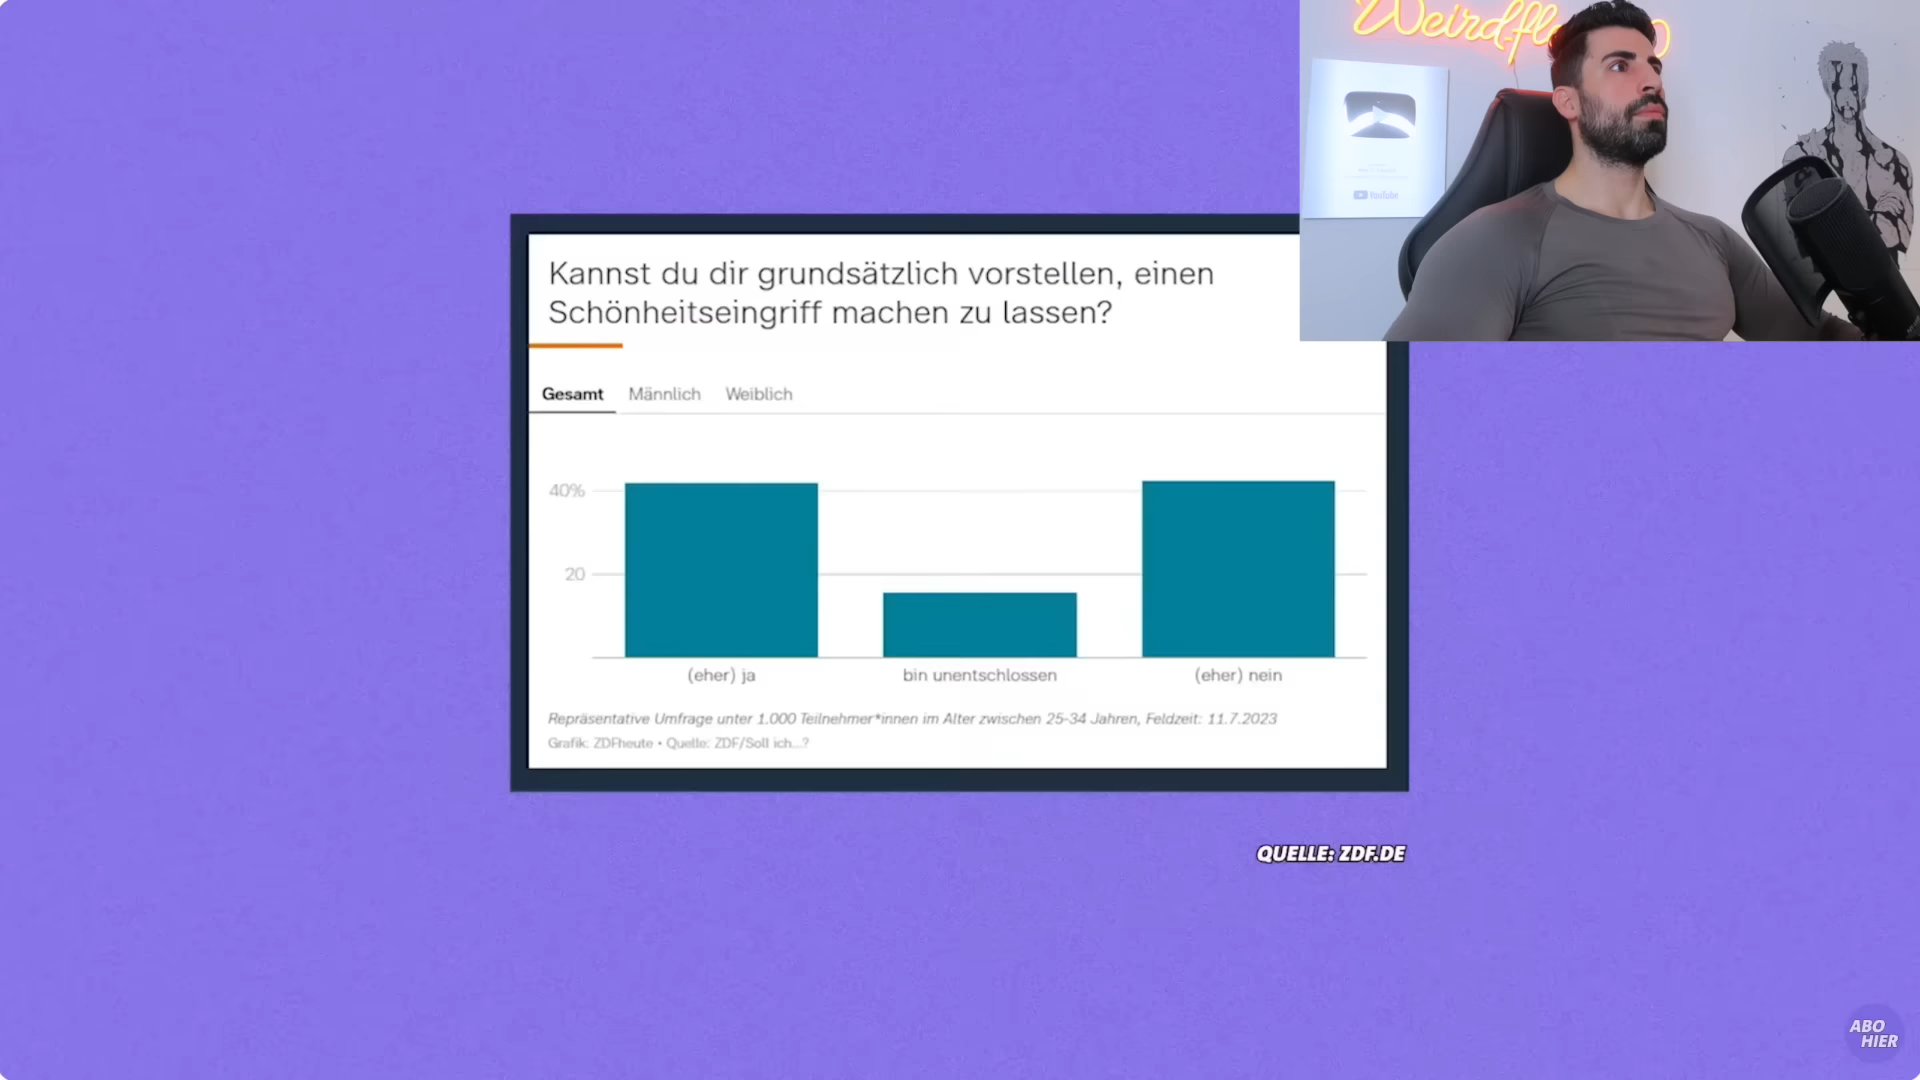 Weirdfl
YouTube
Kannst du dir grundsätzlich vorstellen, einen
Schönheitseingriff machen zu lassen?
Gesamt Männlich Weiblich
40%
20
(eher) ja bin unentschlossen (eher) nein
Repräsentative Umfrage unter 1.000 Teilnehmer*innen im Alter zwischen 25-34 Jahren, Feldzeit: 11.7.2023
Grafik: ZDFheute • Quelle: ZDF/Soll ich...?
QUELLE: ZDF.DE
ABO
HIER